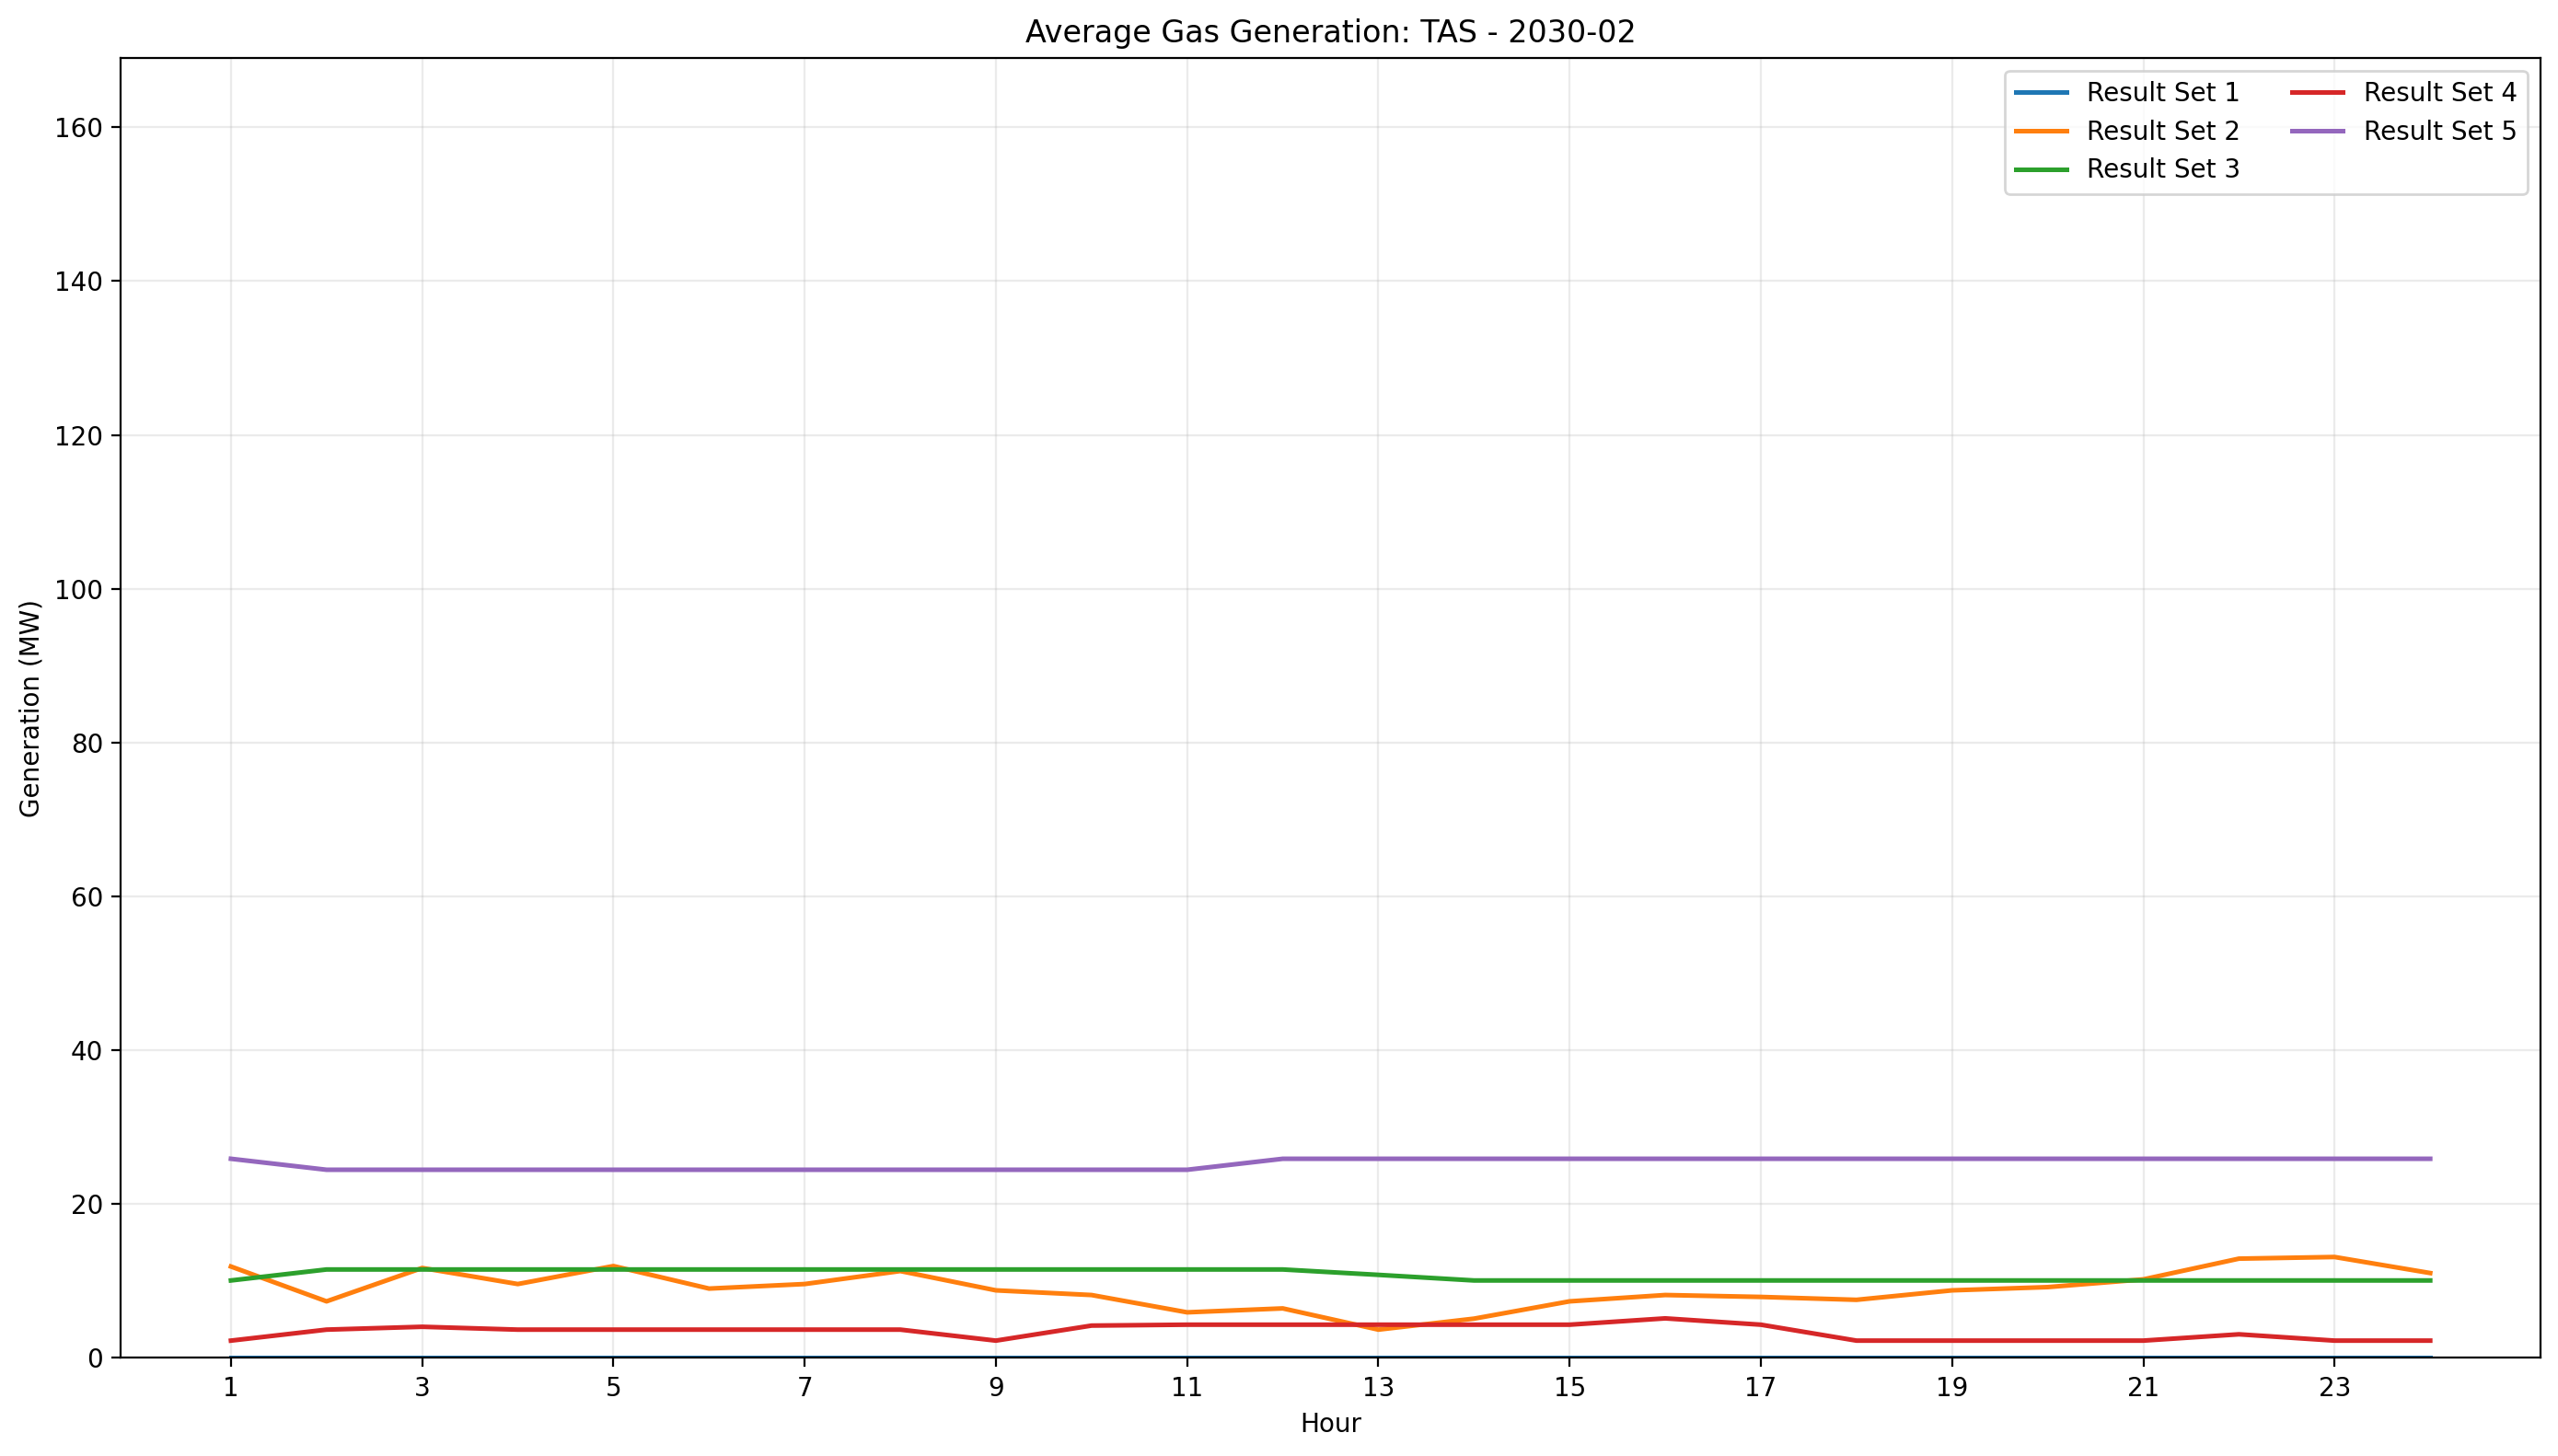 Average Gas Generation: TAS - 2030-02
Result Set 1
Result Set 2
Result Set 3
Result Set 4
Result Set 5
Generation (MW)
160
140
120
100
80
60
40
20
0
1 3 5 7 9 11 13 15 17 19 21 23
Hour